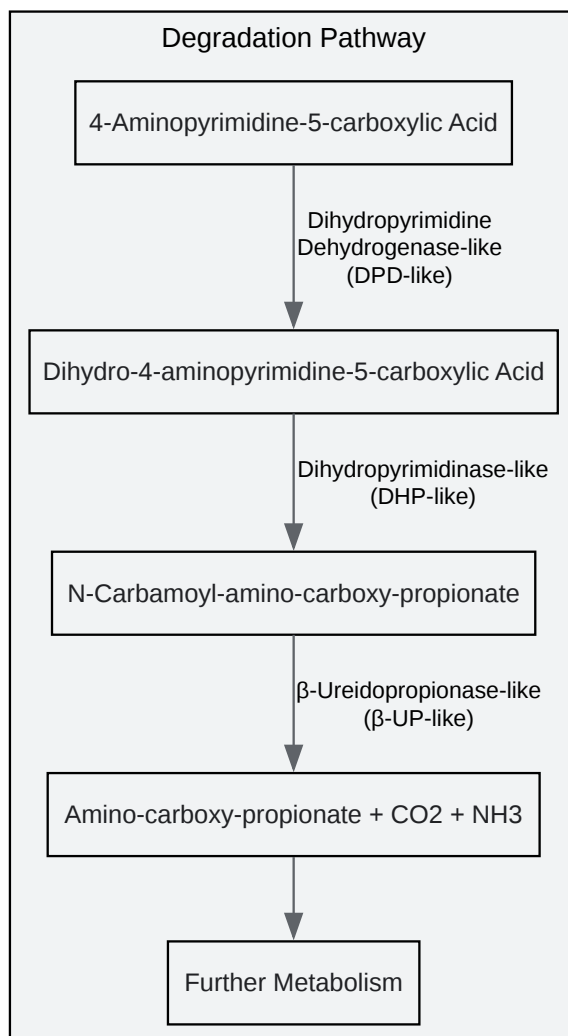 Degradation Pathway
4-Aminopyrimidine-5-carboxylic Acid
Dihydropyrimidine
Dehydrogenase-like
(DPD-like)
Dihydro-4-aminopyrimidine-5-carboxylic Acid
Dihydropyrimidinase-like
(DHP-like)
N-Carbamoyl-amino-carboxy-propionate
β-Ureidopropionase-like
(β-UP-like)
Amino-carboxy-propionate + CO2 + NH3
Further Metabolism